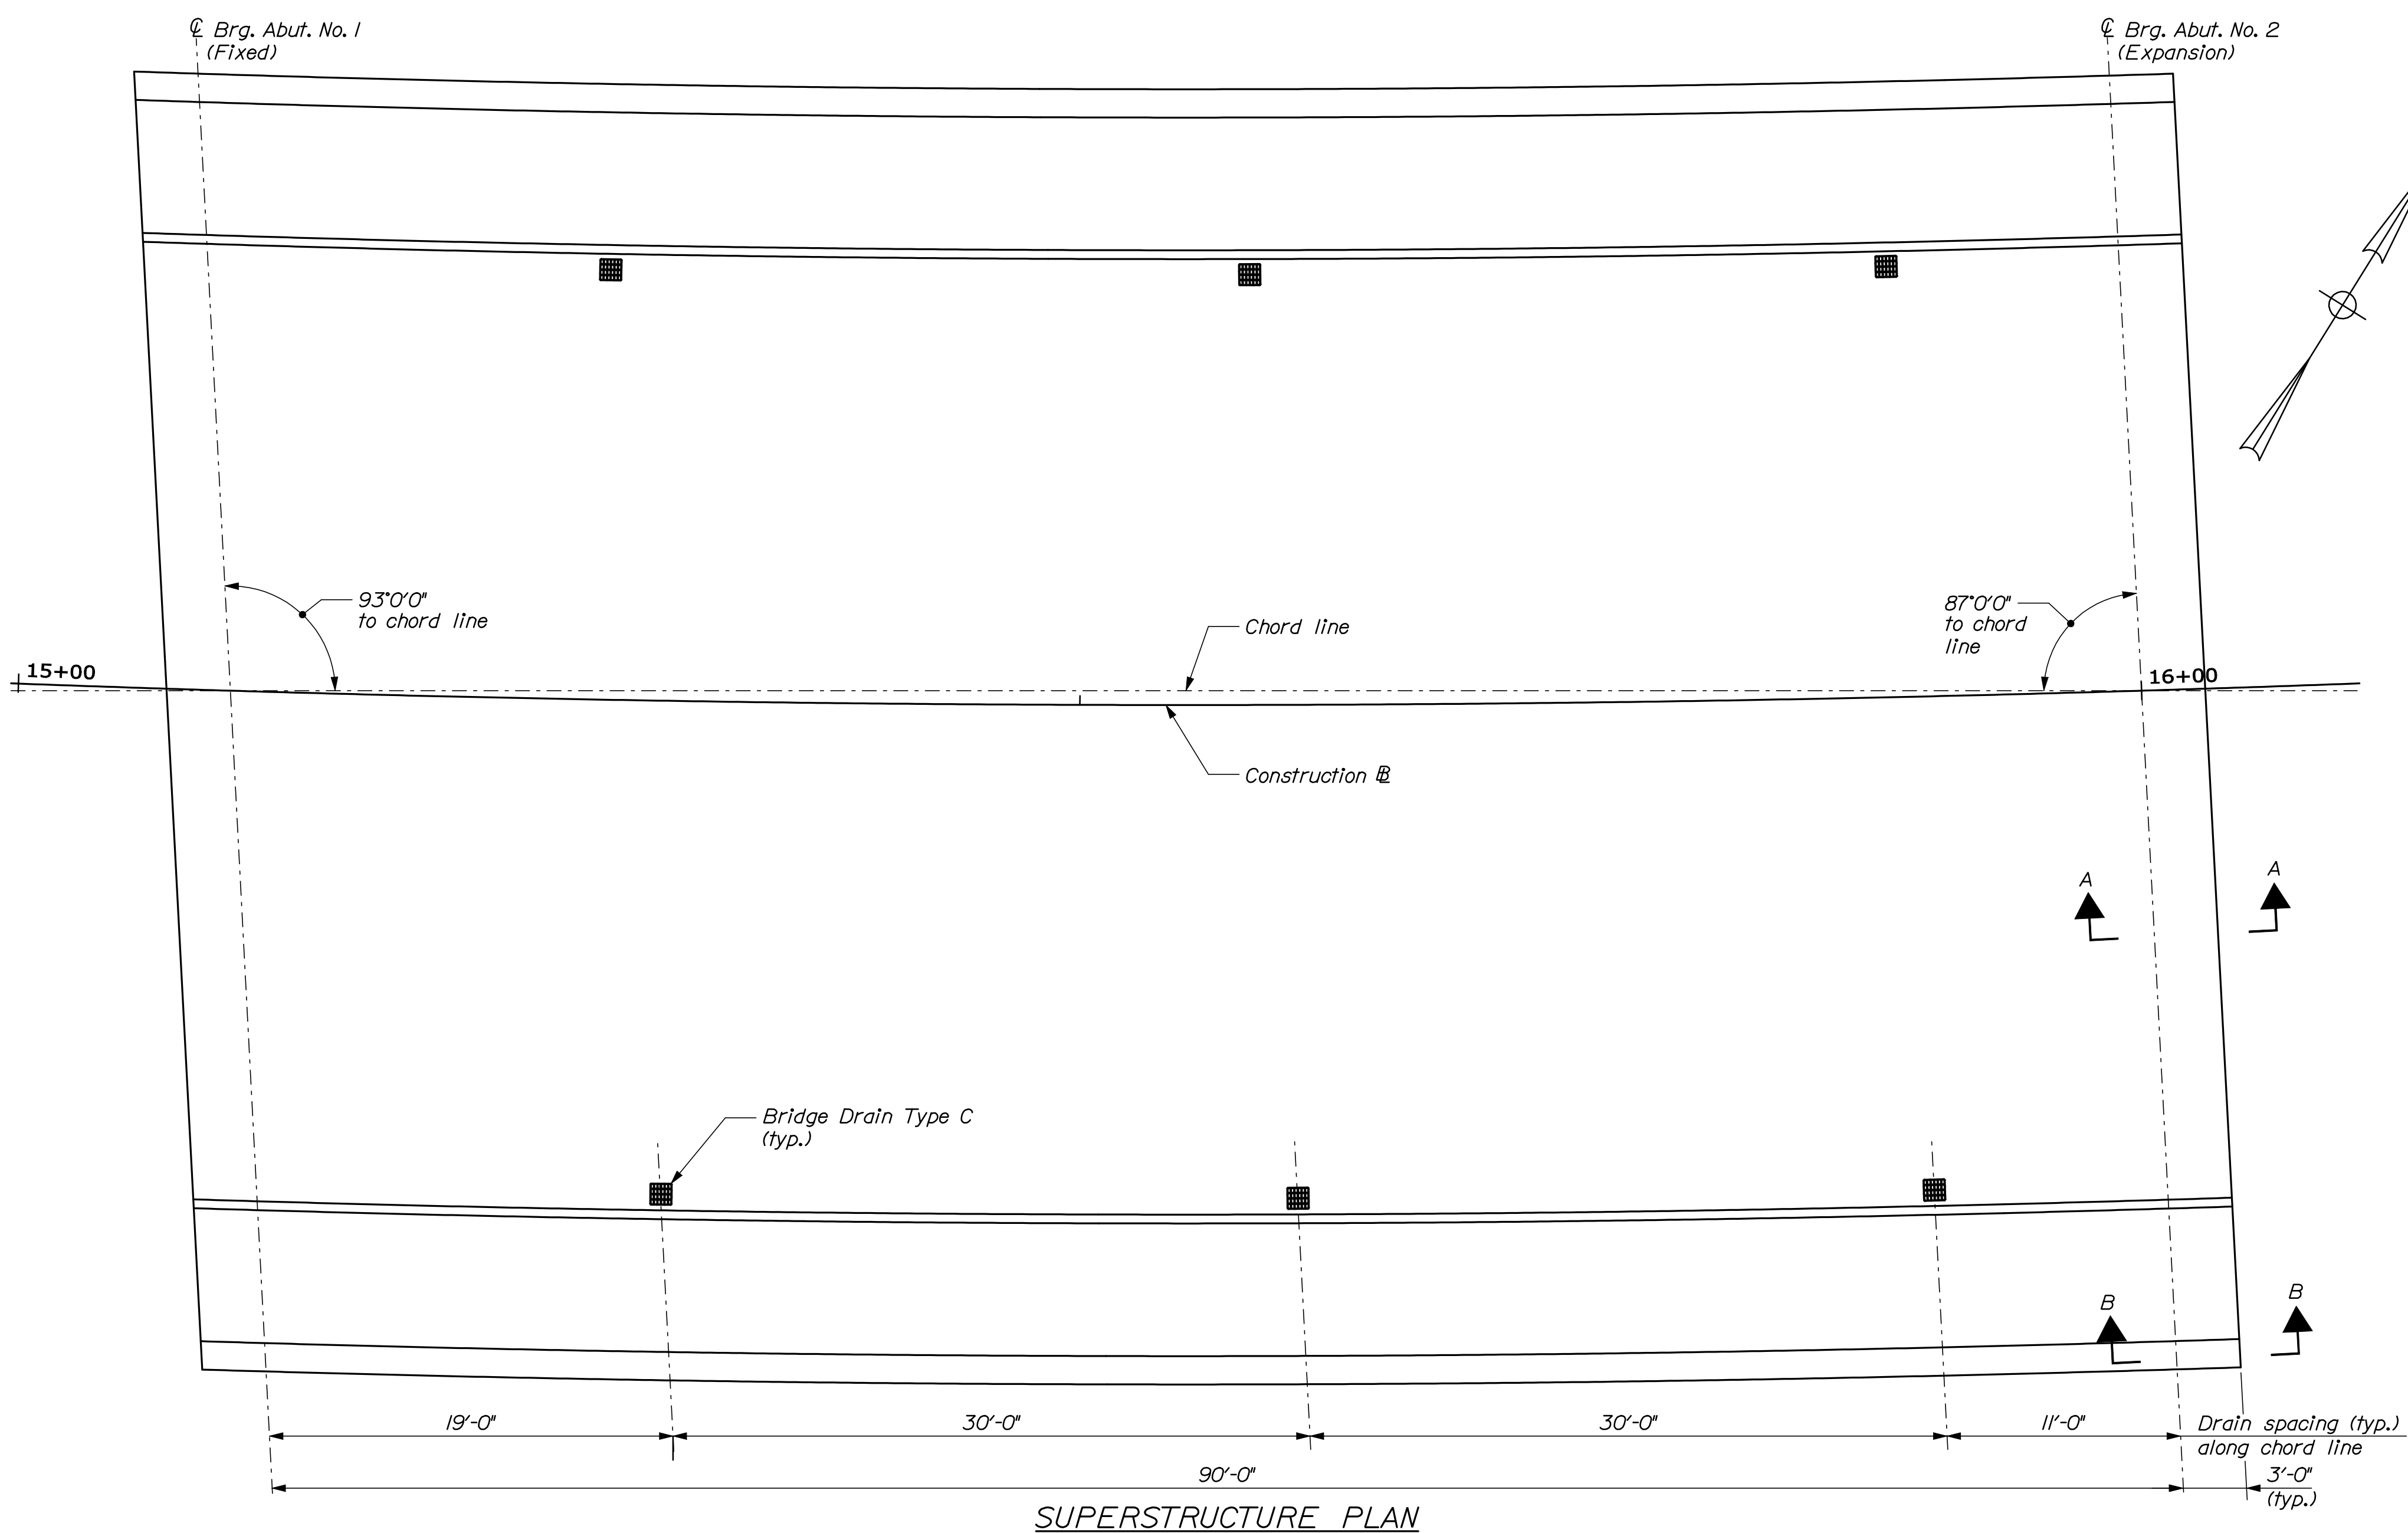 ℄ Brg. Abut. No. 1
(Fixed)
℄ Brg. Abut. No. 2
(Expansion)
93°0'0"
to chord line
87°0'0"
to chord
line
Chord line
15+00
16+00
Construction BL
A
A
Bridge Drain Type C
(typ.)
B
B
19'-0"
30'-0"
30'-0"
11'-0"
Drain spacing (typ.)
along chord line
90'-0"
3'-0"
(typ.)
SUPERSTRUCTURE PLAN